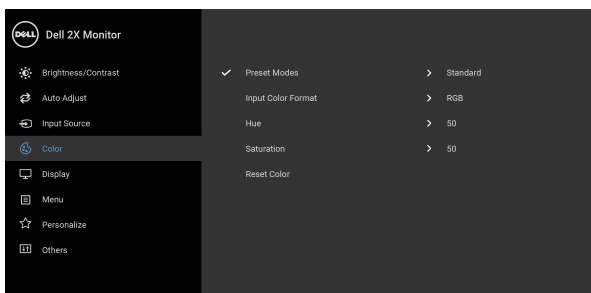 DELL Dell 2X Monitor
Brightness/Contrast
Auto Adjust
Input Source
Color
Display
Menu
Personalize
Others
Preset Modes > Standard
Input Color Format > RGB
Hue > 50
Saturation > 50
Reset Color